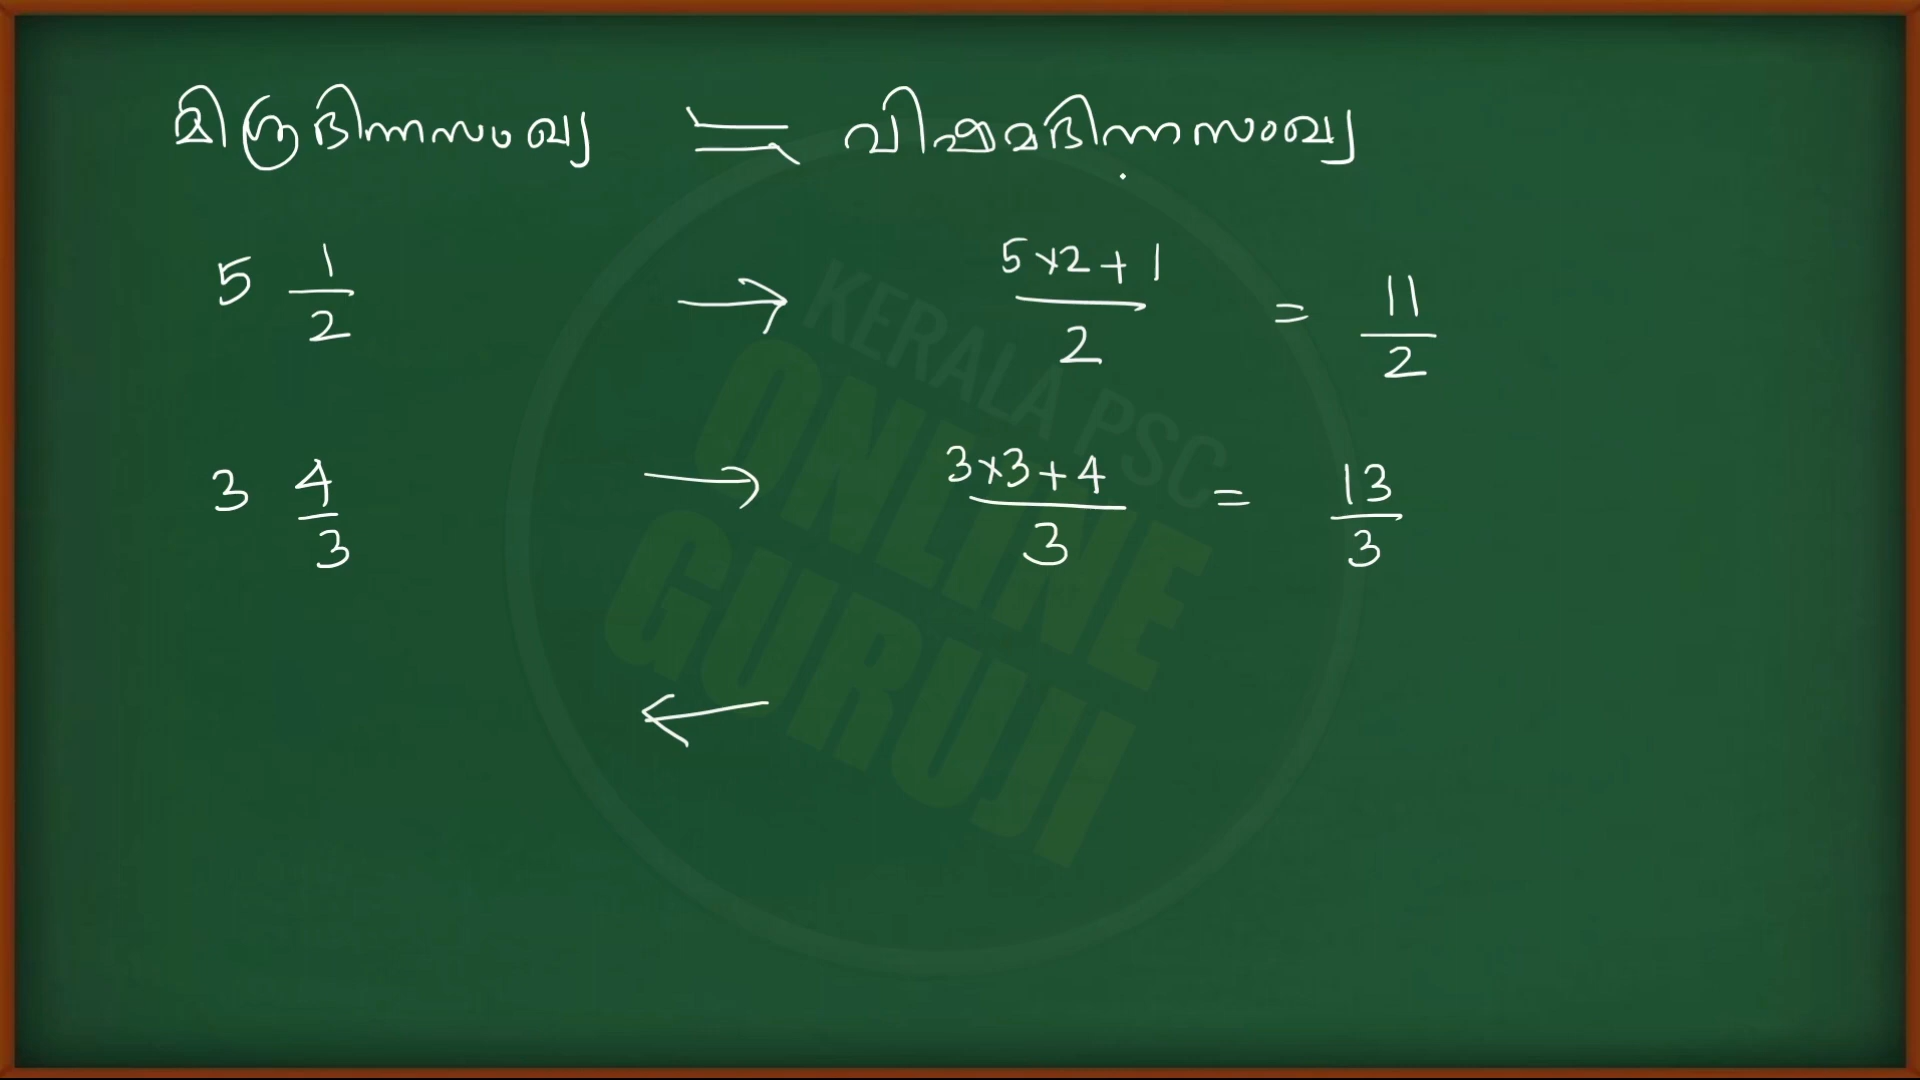 മിശ്രഭിന്നസംഖ്യ ⇌ വിഷമഭിന്നസംഖ്യ
5 1/2 → (5×2+1)/2 = 11/2
3 4/3 → (3×3+4)/3 = 13/3
←
KERALA PSC
ONLINE
GURUJI